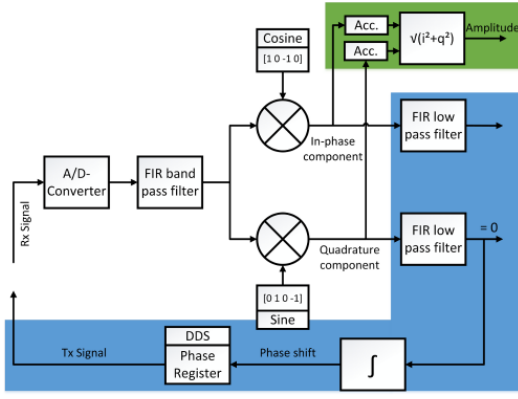 Cosine
[1 0 -1 0]
Acc.
Acc.
√(i²+q²)
Amplitude
In-phase
component
FIR low
pass filter
A/D-
Converter
FIR band
pass filter
Rx Signal
Quadrature
component
FIR low
pass filter
= 0
[0 1 0 -1]
Sine
Tx Signal
DDS
Phase
Register
Phase shift
∫